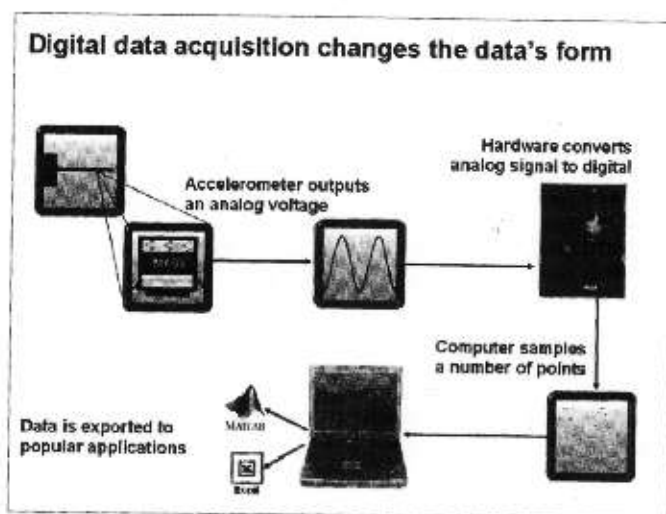 Digital data acquisition changes the data's form
Hardware converts
analog signal to digital
Accelerometer outputs
an analog voltage
Computer samples
a number of points
Data is exported to
popular applications
MATLAB
Excel